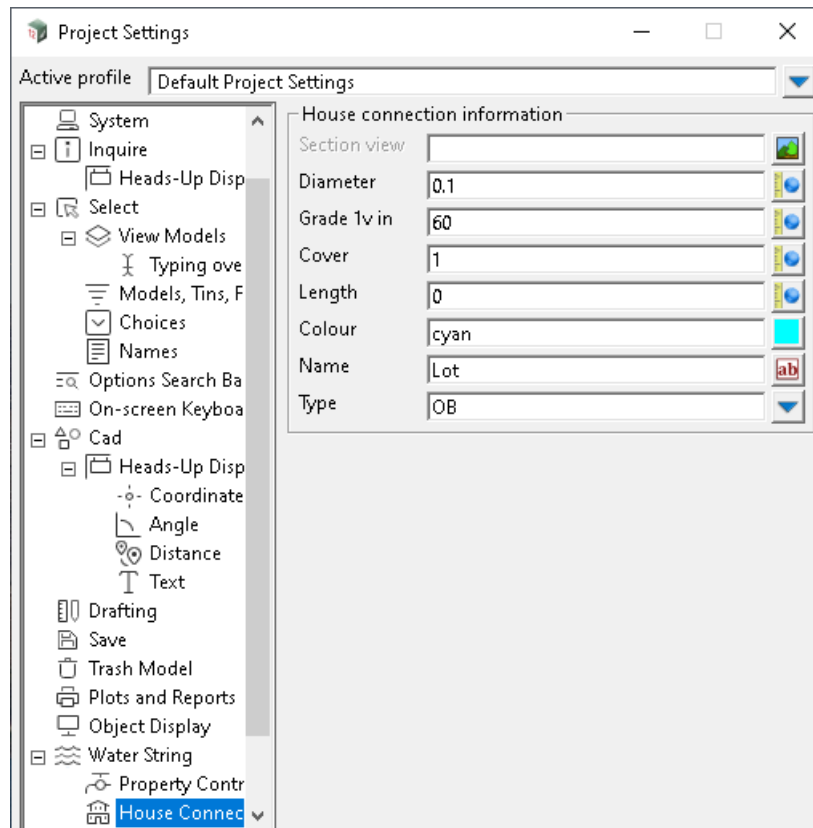 Project Settings
Active profile Default Project Settings
System
Inquire
Heads-Up Disp
Select
View Models
Typing ove
Models, Tins, F
Choices
Names
Options Search Ba
On-screen Keyboa
Cad
Heads-Up Disp
Coordinate
Angle
Distance
Text
Drafting
Save
Trash Model
Plots and Reports
Object Display
Water String
Property Contr
House Connec
House connection information
Section view
Diameter 0.1
Grade 1v in 60
Cover 1
Length 0
Colour cyan
Name Lot ab
Type OB